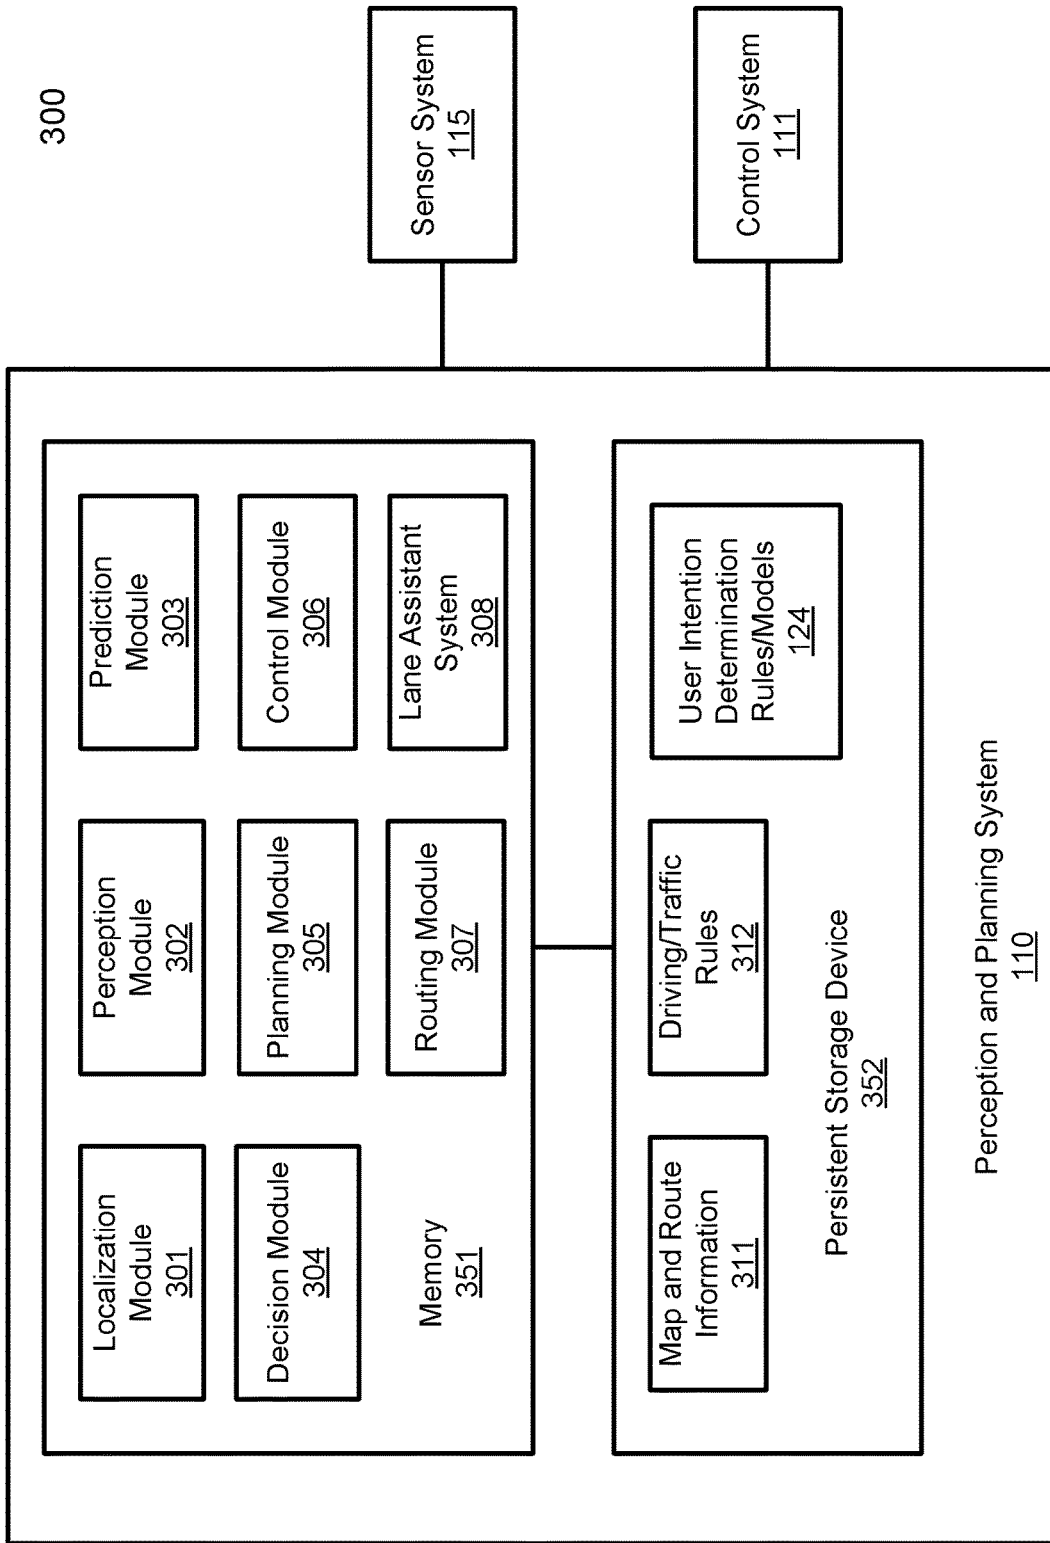 300
Localization
Module
301
Perception
Module
302
Prediction
Module
303
Decision Module
304
Planning Module
305
Control Module
306
Memory
351
Routing Module
307
Lane Assistant
System
308
Sensor System
115
Map and Route
Information
311
Driving/Traffic
Rules
312
User Intention
Determination
Rules/Models
124
Persistent Storage Device
352
Control System
111
Perception and Planning System
110